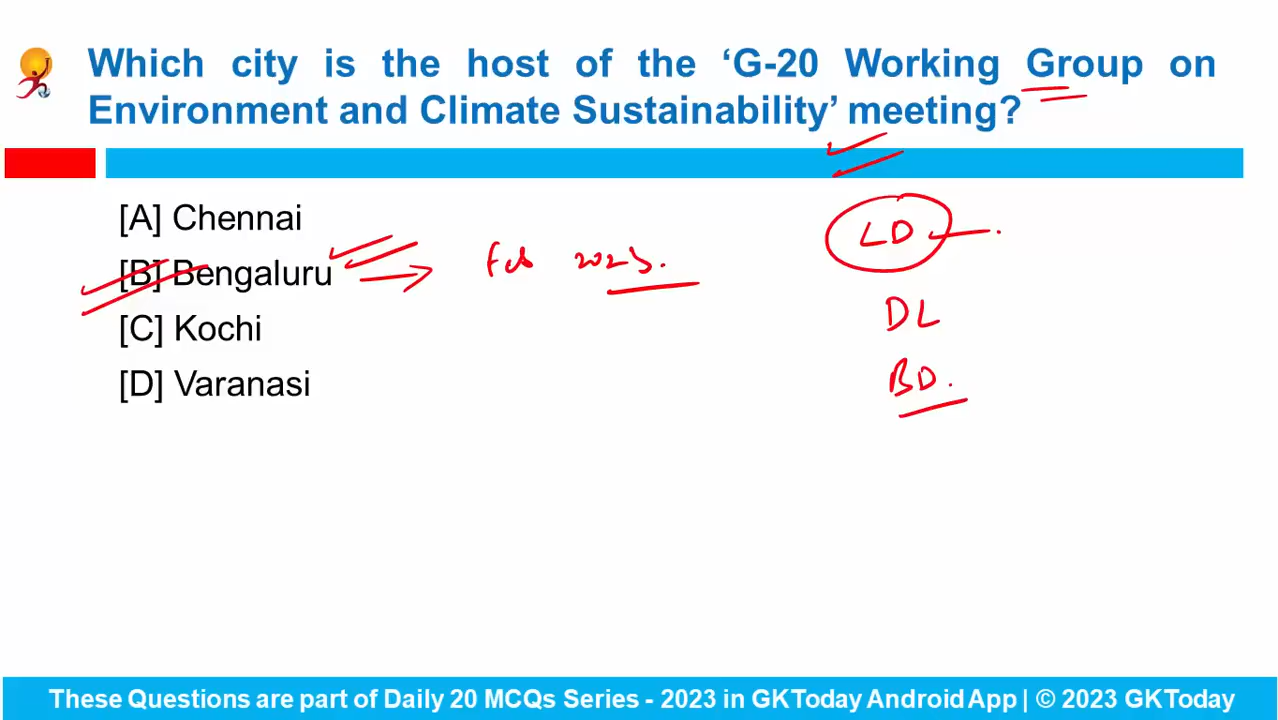 Which city is the host of the ‘G-20 Working Group on
Environment and Climate Sustainability’ meeting?
[A] Chennai
[B] Bengaluru
Feb 2023.
[C] Kochi
[D] Varanasi
LD
DL
BD.
These Questions are part of Daily 20 MCQs Series - 2023 in GKToday Android App | © 2023 GKToday